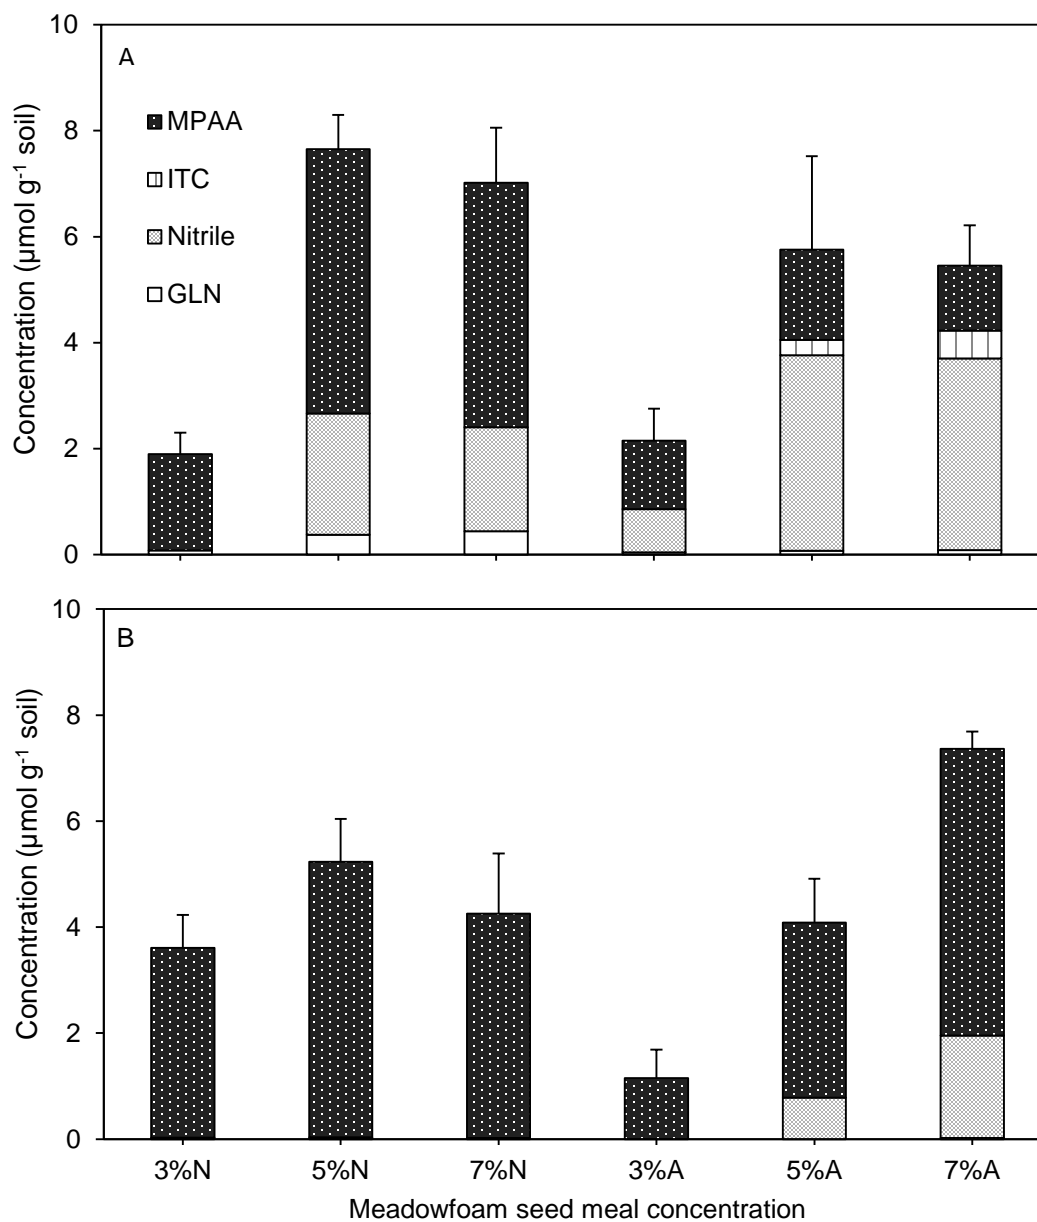 A
MPAA
ITC
Nitrile
GLN
Concentration (µmol g⁻¹ soil)
10
8
6
4
2
0
B
Concentration (µmol g⁻¹ soil)
10
8
6
4
2
0
3%N 5%N 7%N 3%A 5%A 7%A
Meadowfoam seed meal concentration